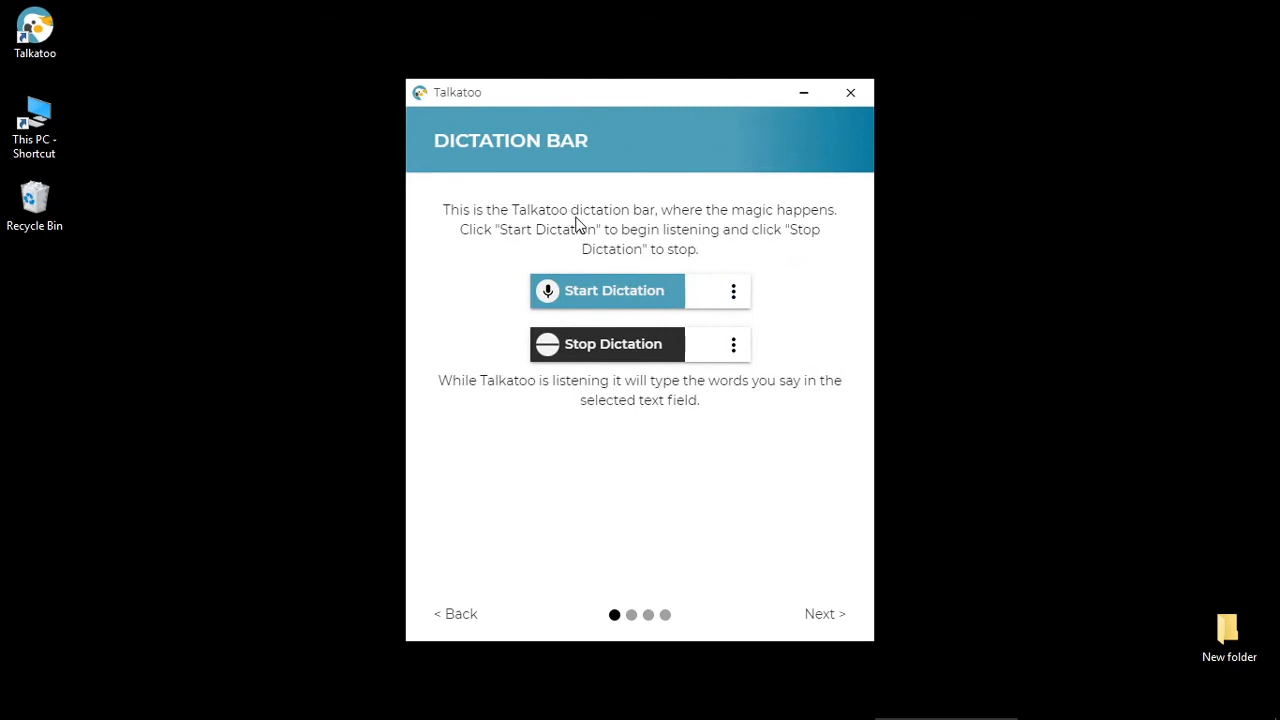 Talkatoo
This PC -
Shortcut
Recycle Bin
Talkatoo
DICTATION BAR
This is the Talkatoo dictation bar, where the magic happens.
Click "Start Dictation" to begin listening and click "Stop
Dictation" to stop.
Start Dictation
Stop Dictation
While Talkatoo is listening it will type the words you say in the
selected text field.
< Back
Next >
New folder